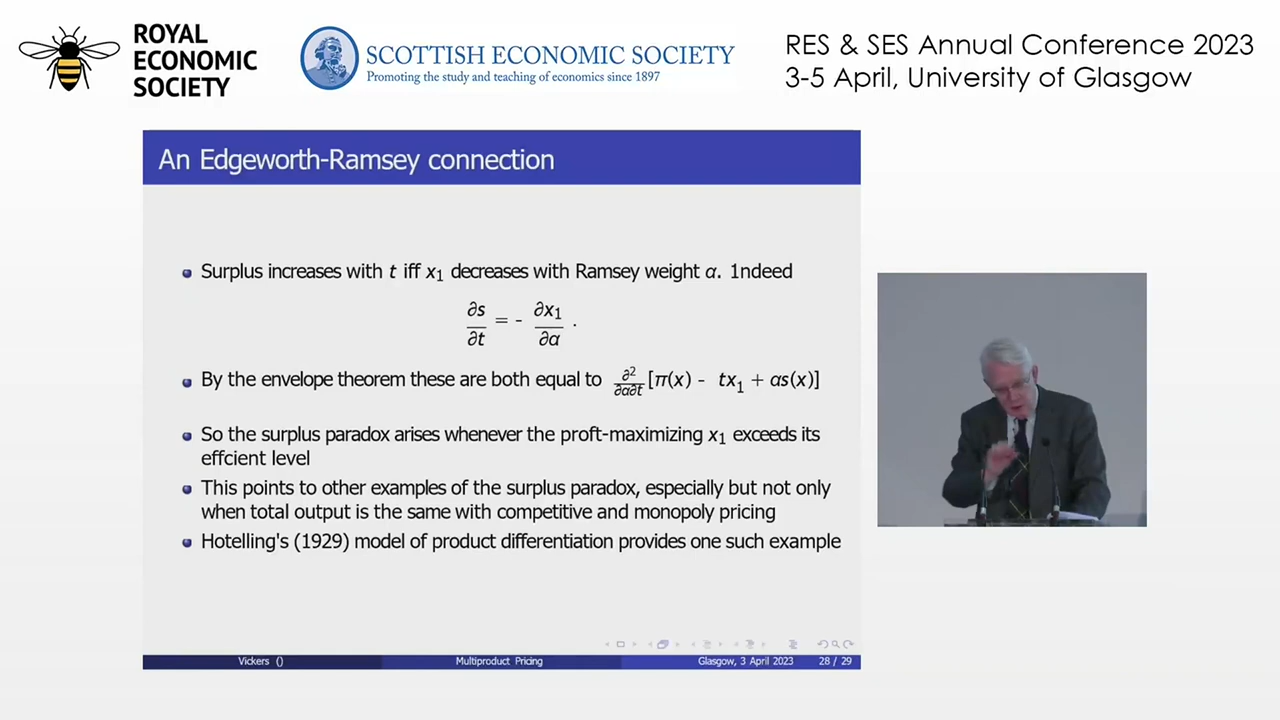 ROYAL
ECONOMIC
SOCIETY
SCOTTISH ECONOMIC SOCIETY
Promoting the study and teaching of economics since 1897
RES & SES Annual Conference 2023
3-5 April, University of Glasgow
An Edgeworth-Ramsey connection
Surplus increases with t iff x₁ decreases with Ramsey weight α. 1ndeed
∂s/∂t = - ∂x₁/∂α .
By the envelope theorem these are both equal to ∂²/∂α∂t [π(x) - tx₁ + αs(x)]
So the surplus paradox arises whenever the proft-maximizing x₁ exceeds its
effcient level
This points to other examples of the surplus paradox, especially but not only
when total output is the same with competitive and monopoly pricing
Hotelling's (1929) model of product differentiation provides one such example
Vickers ()
Multiproduct Pricing
Glasgow, 3 April 2023
28 / 29